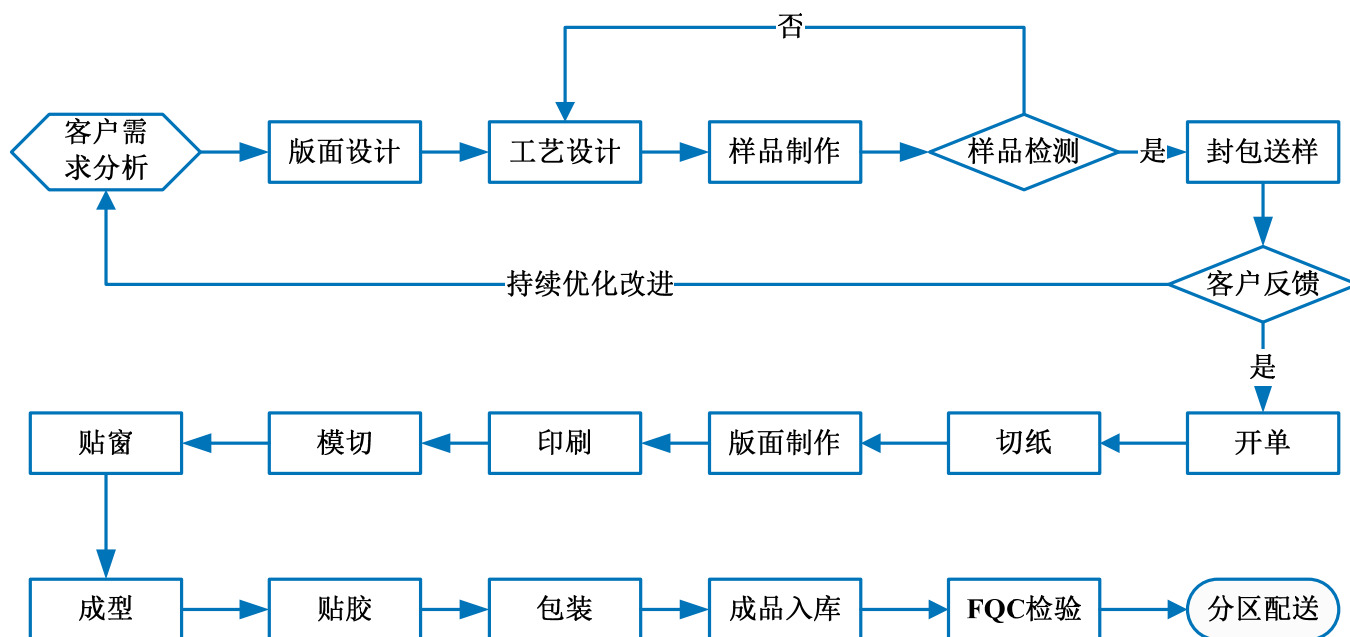 否
客户需
求分析
版面设计
工艺设计
样品制作
样品检测
是
封包送样
持续优化改进
客户反馈
是
贴窗
模切
印刷
版面制作
切纸
开单
成型
贴胶
包装
成品入库
FQC检验
分区配送